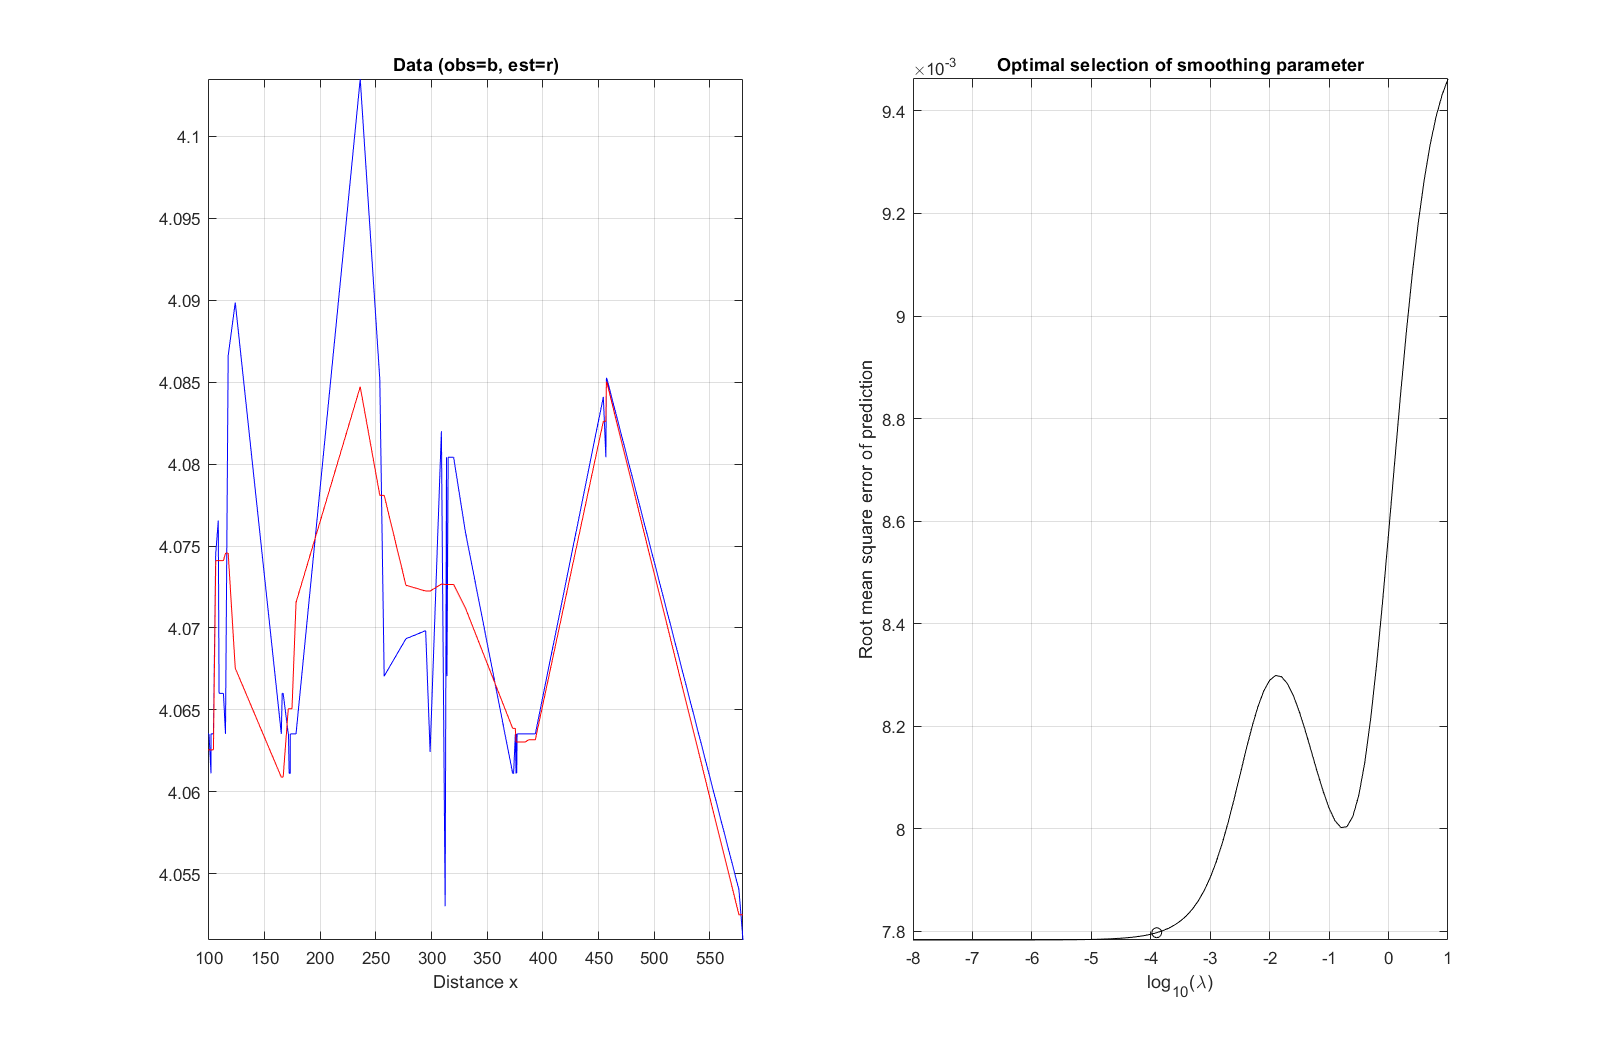 Data (obs=b, est=r)
4.1
4.095
4.09
4.085
4.08
4.075
4.07
4.065
4.06
4.055
100 150 200 250 300 350 400 450 500 550
Distance x
×10-3
Optimal selection of smoothing parameter
Root mean square error of prediction
9.4
9.2
9
8.8
8.6
8.4
8.2
8
7.8
-8 -7 -6 -5 -4 -3 -2 -1 0 1
log10(λ)